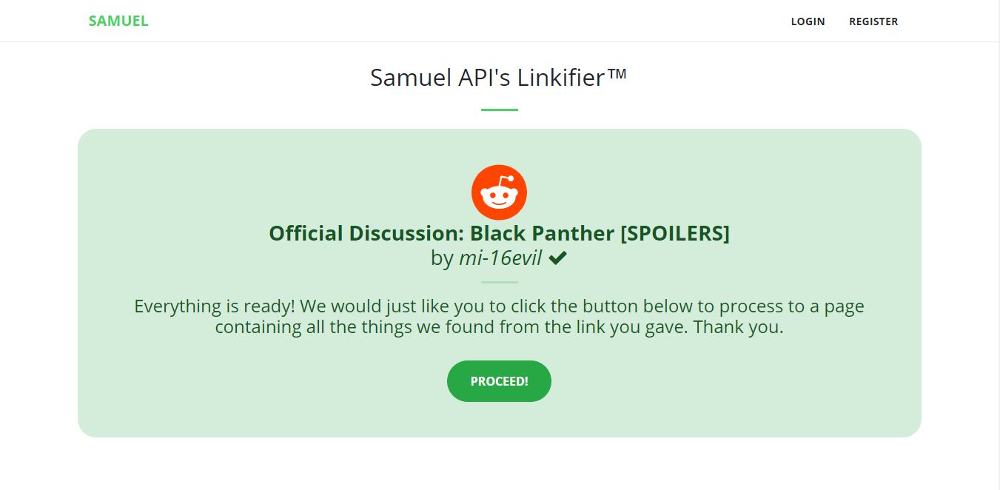 SAMUEL
LOGIN
REGISTER
Samuel API's Linkifier™
Official Discussion: Black Panther [SPOILERS]
by mi-16evil
Everything is ready! We would just like you to click the button below to process to a page
containing all the things we found from the link you gave. Thank you.
PROCEED!